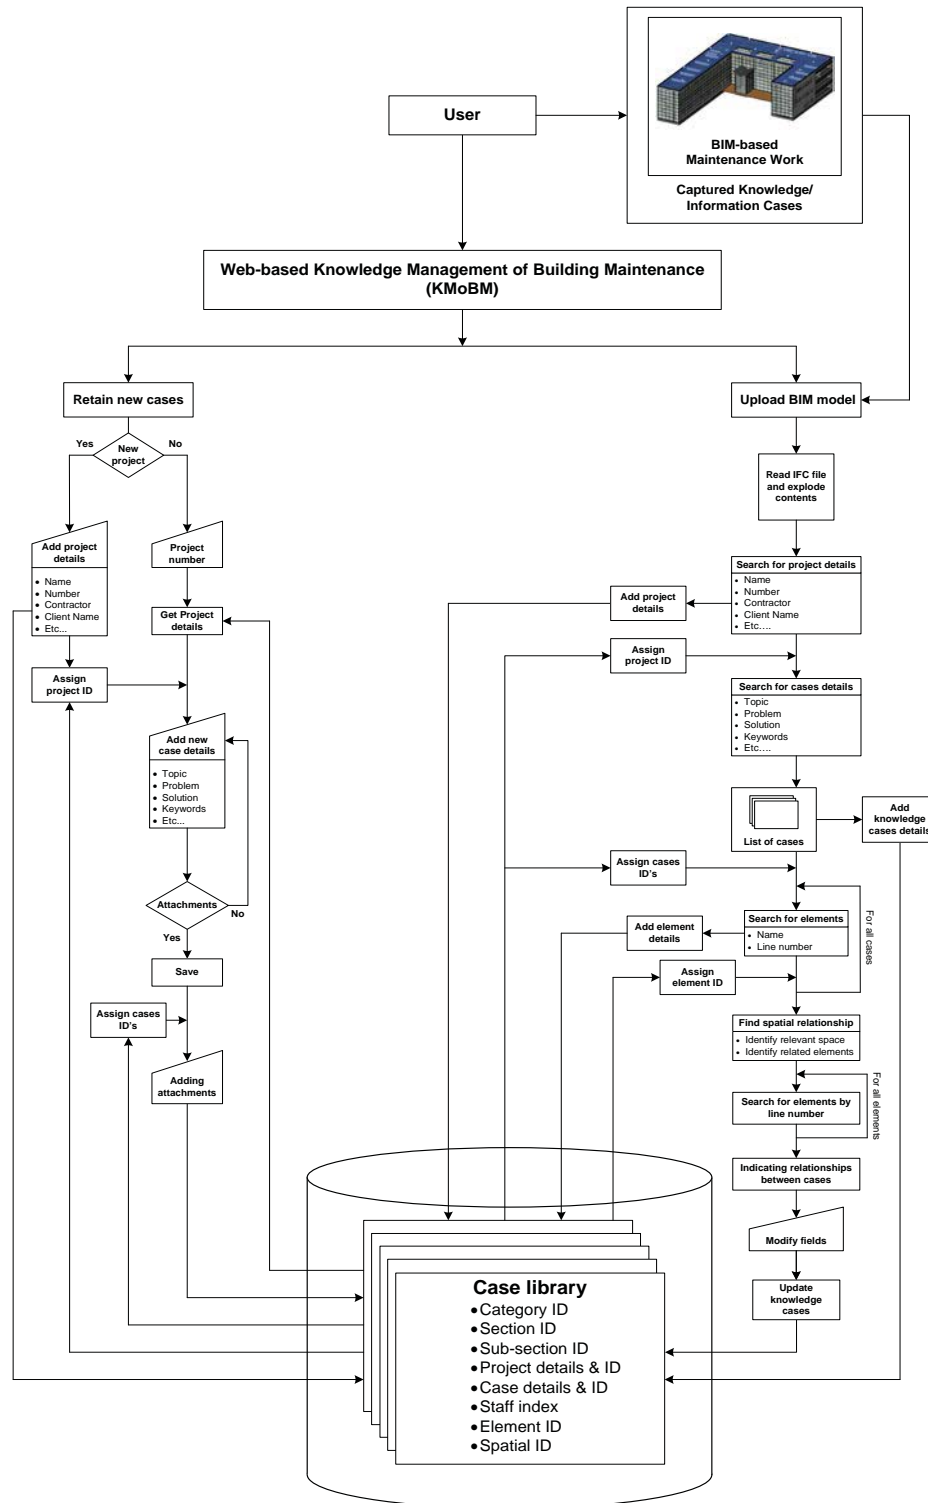 User
BIM-based
Maintenance Work
Captured Knowledge/
Information Cases
Web-based Knowledge Management of Building Maintenance
(KMoBM)
Retain new cases
Yes
New
project
No
Add project
details
• Name
• Number
• Contractor
• Client Name
• Etc...
Project
number
Get Project
details
Assign
project ID
Add new
case details
• Topic
• Problem
• Solution
• Keywords
• Etc...
Attachments
No
Yes
Save
Assign cases
ID's
Adding
attachments
Upload BIM model
Read IFC file
and explode
contents
Search for project details
• Name
• Number
• Contractor
• Client Name
• Etc....
Add project
details
Assign
project ID
Search for cases details
• Topic
• Problem
• Solution
• Keywords
• Etc....
List of cases
Add
knowledge
cases details
Assign cases
ID's
For all cases
Search for elements
• Name
• Line number
Add element
details
Assign
element ID
Find spatial relationship
• Identify relevant space
• Identify related elements
For all elements
Search for elements by
line number
Indicating relationships
between cases
Modify fields
Update
knowledge
cases
Case library
• Category ID
• Section ID
• Sub-section ID
• Project details & ID
• Case details & ID
• Staff index
• Element ID
• Spatial ID